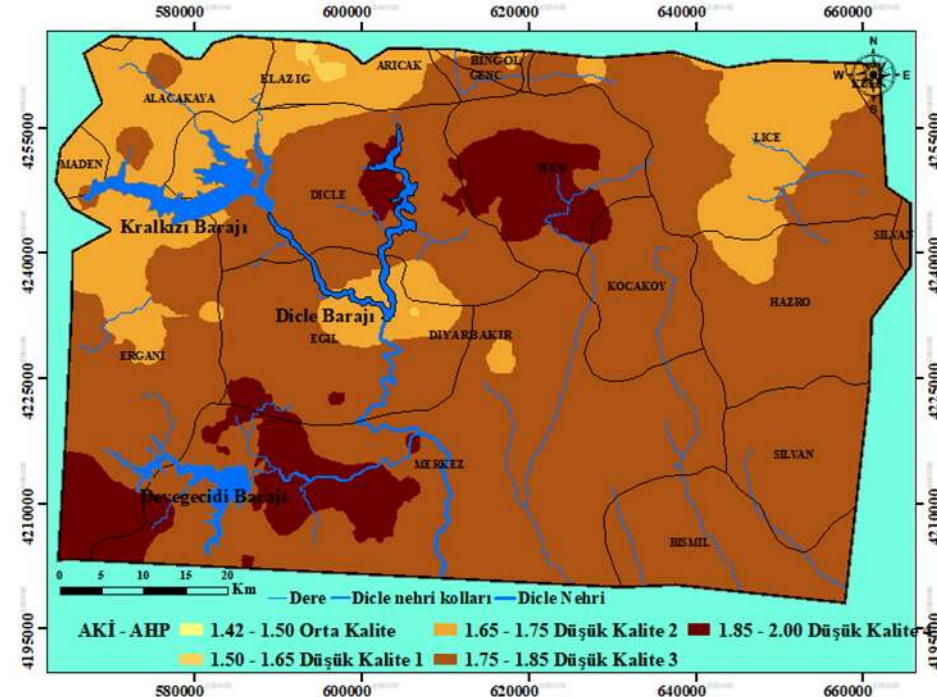 580000 600000 620000 640000 660000
N
W E
S
4255000 4240000 4225000 4210000 4195000
4255000 4240000 4225000 4210000 4195000
ELAZIG
ARICAK
BINGOL
GENC
ALACAKAYA
LICE
MADEN
HANI
DICLE
Kralkızı Barajı
SILVAN
KOCAKOY
HAZRO
Dicle Barajı
EGIL
DIYARBAKIR
ERGANI
MERKEZ
SILVAN
Devegecidi Barajı
BISMIL
0 5 10 15 20
Km
Dere Dicle nehri kolları Dicle Nehri
AKİ - AHP 1.42 - 1.50 Orta Kalite 1.65 - 1.75 Düşük Kalite 2 1.85 - 2.00 Düşük Kalite
1.50 - 1.65 Düşük Kalite 1 1.75 - 1.85 Düşük Kalite 3
580000 600000 620000 640000 660000